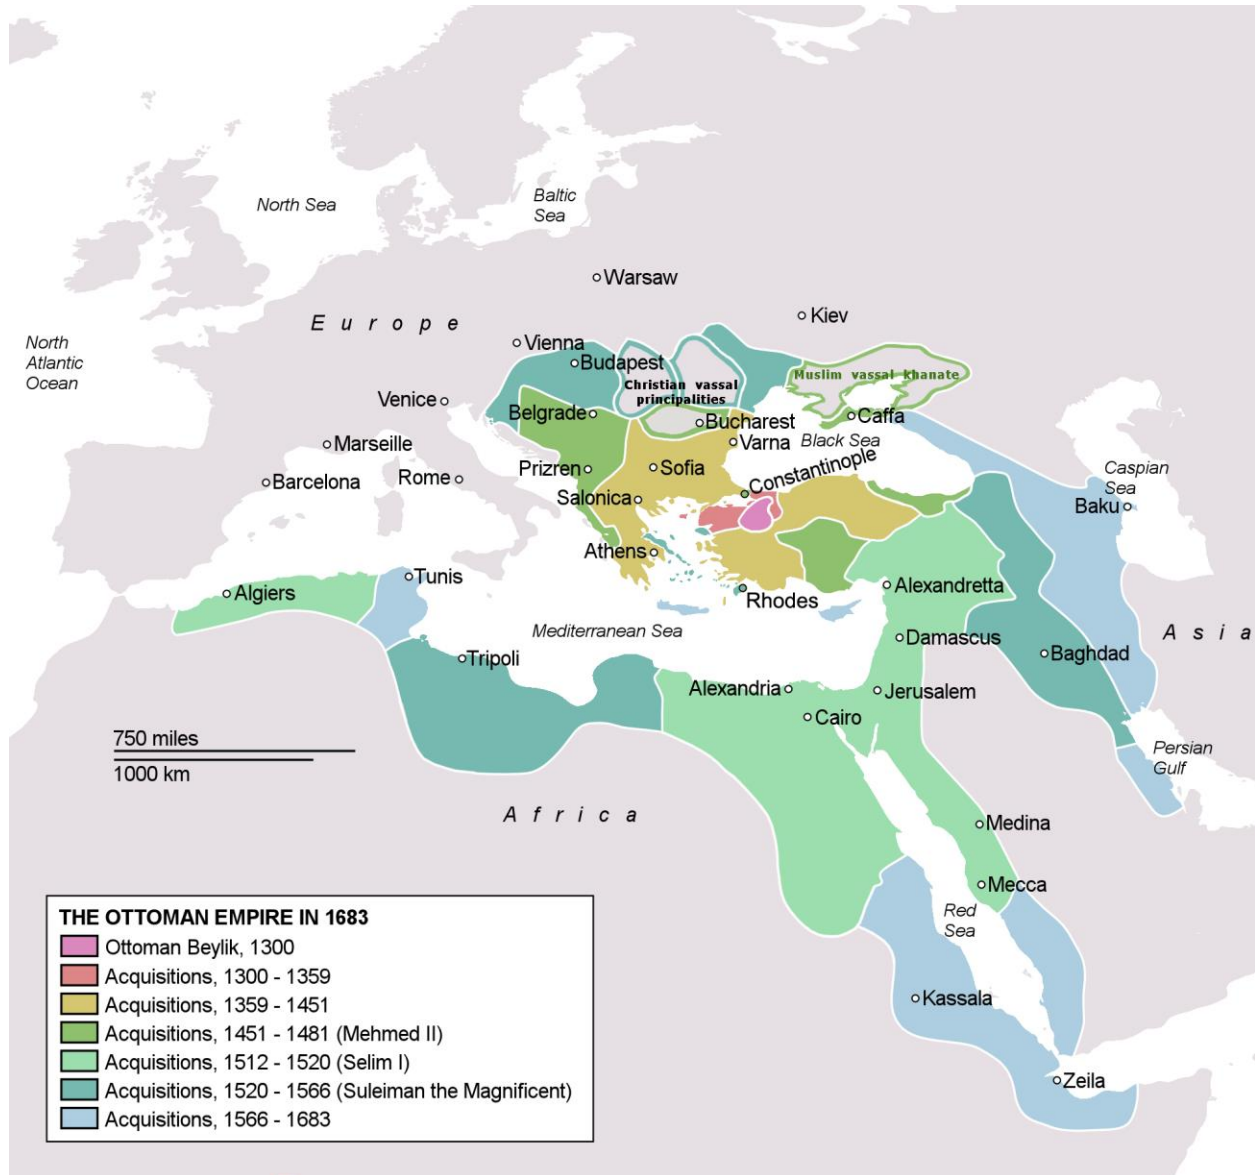 North Sea
Baltic
Sea
Warsaw
Kiev
E u r o p e
North
Atlantic
Ocean
Vienna
Budapest
Christian vassal
principalities
Muslim vassal khanate
Venice
Belgrade
Bucharest
Caffa
Varna
Black Sea
Marseille
Barcelona
Rome
Prizren
Sofia
Constantinople
Caspian
Sea
Baku
Salonica
Athens
Tunis
Algiers
Rhodes
Alexandretta
Mediterranean Sea
A s i a
Tripoli
Damascus
Baghdad
Alexandria
Jerusalem
Cairo
750 miles
1000 km
Persian
Gulf
A f r i c a
Medina
Mecca
Red
Sea
Kassala
Zeila
THE OTTOMAN EMPIRE IN 1683
Ottoman Beylik, 1300
Acquisitions, 1300 - 1359
Acquisitions, 1359 - 1451
Acquisitions, 1451 - 1481 (Mehmed II)
Acquisitions, 1512 - 1520 (Selim I)
Acquisitions, 1520 - 1566 (Suleiman the Magnificent)
Acquisitions, 1566 - 1683